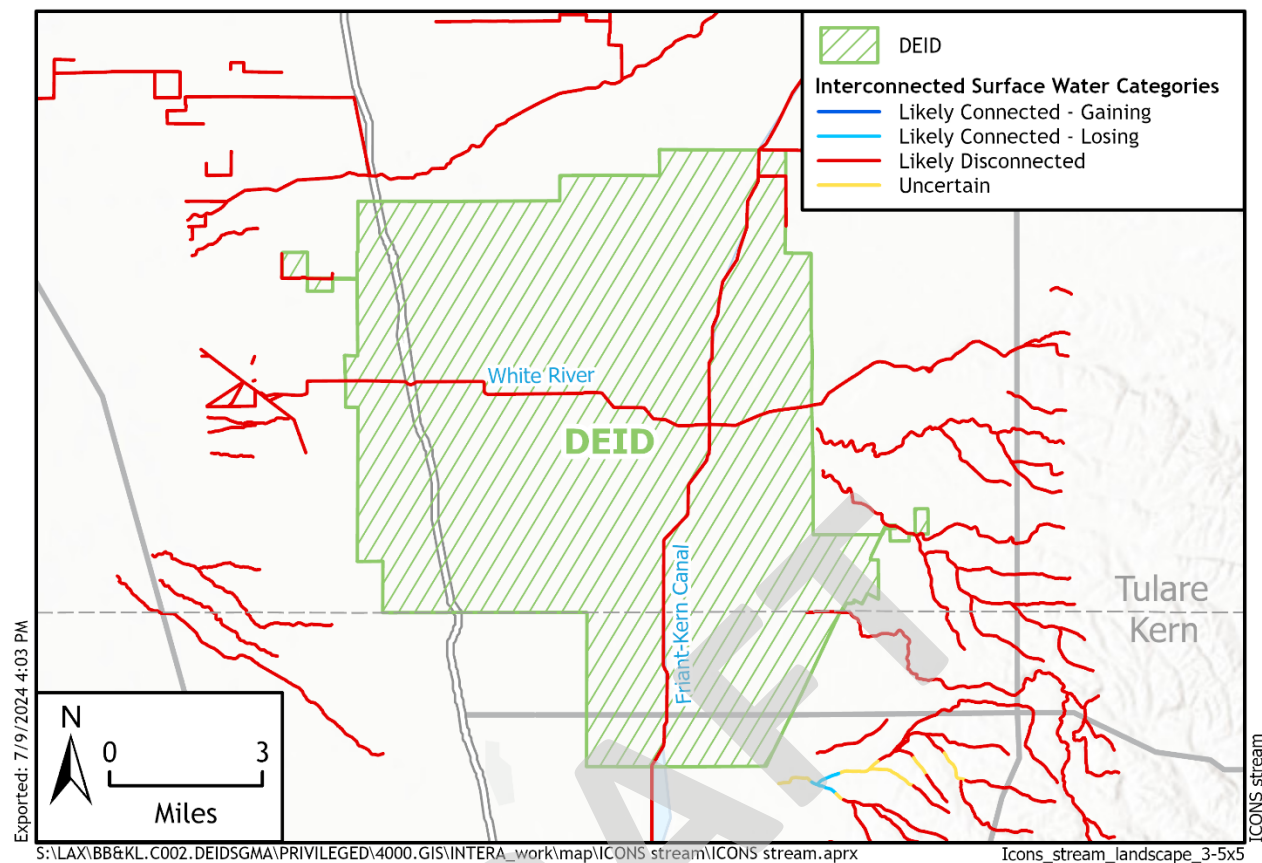 DEID
Interconnected Surface Water Categories
Likely Connected - Gaining
Likely Connected - Losing
Likely Disconnected
Uncertain
White River
DEID
Friant-Kern Canal
Tulare
Kern
N
0 3
Miles
Exported: 7/9/2024 4:03 PM
ICONS stream
S:\LAX\BB&KL.C002.DEIDSGMA\PRIVILEGED\4000.GIS\INTERA_work\map\ICONS stream\ICONS stream.aprx
Icons_stream_landscape_3-5x5
AFT